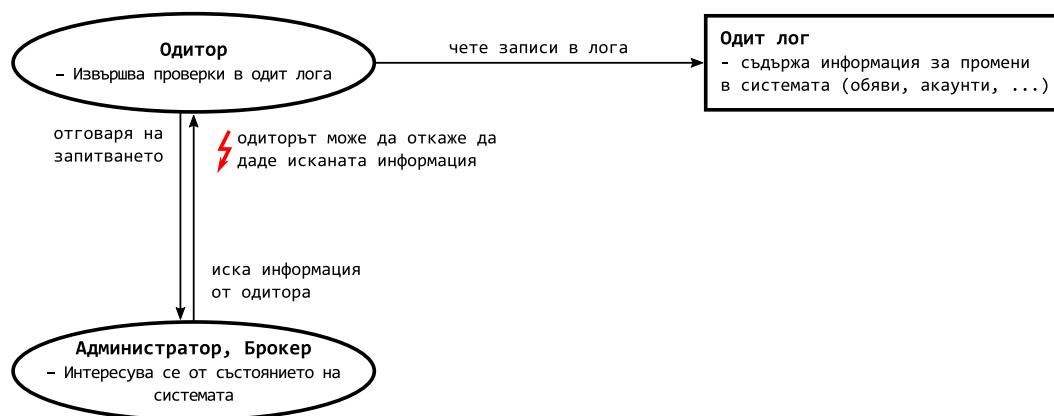 Одитор
– Извършва проверки в одит лога
чете записи в лога
Одит лог
- съдържа информация за промени
в системата (обяви, акаунти, ...)
отговаря на
запитването
одиторът може да откаже да
даде исканата информация
иска информация
от одитора
Администратор, Брокер
– Интересува се от състоянието на
системата